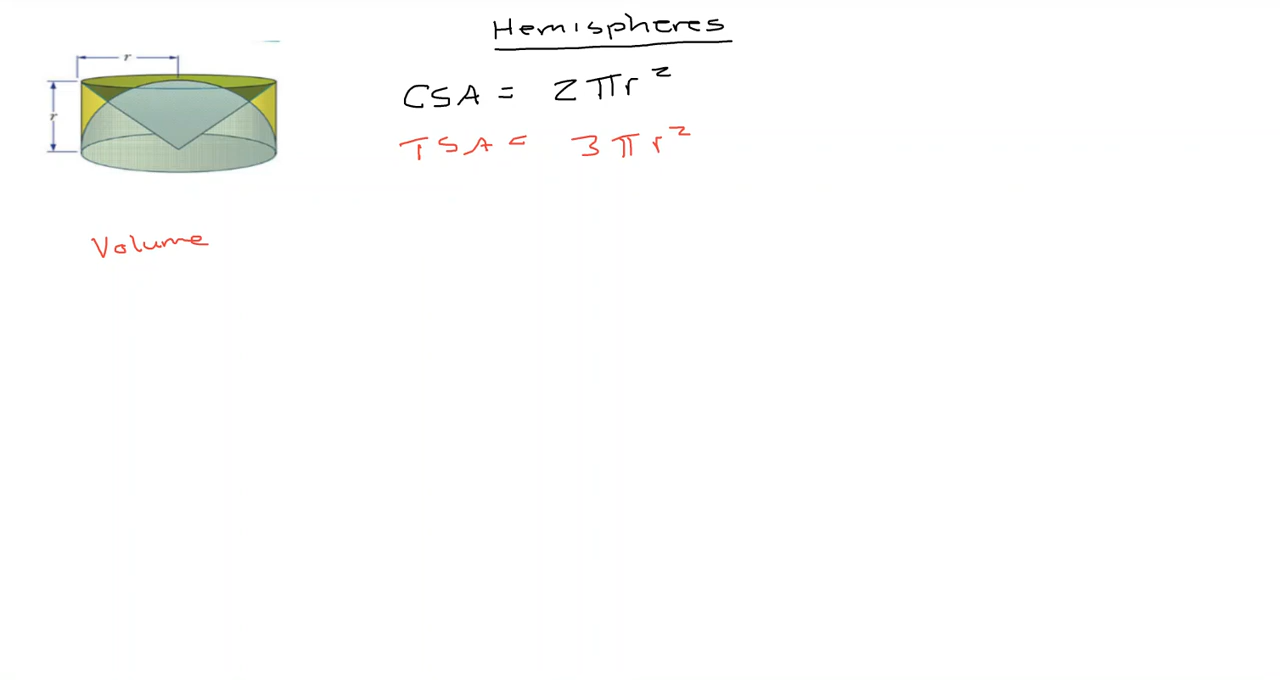 Hemispheres
r
CSA = 2πr²
r
TSA = 3πr²
Volume